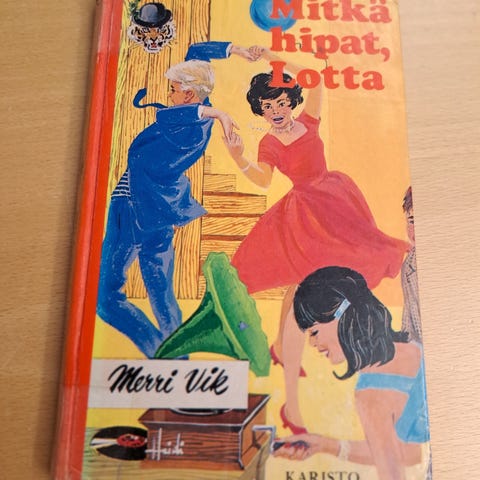 Mitkä
hipat,
Lotta
Merri Vik
KARISTO